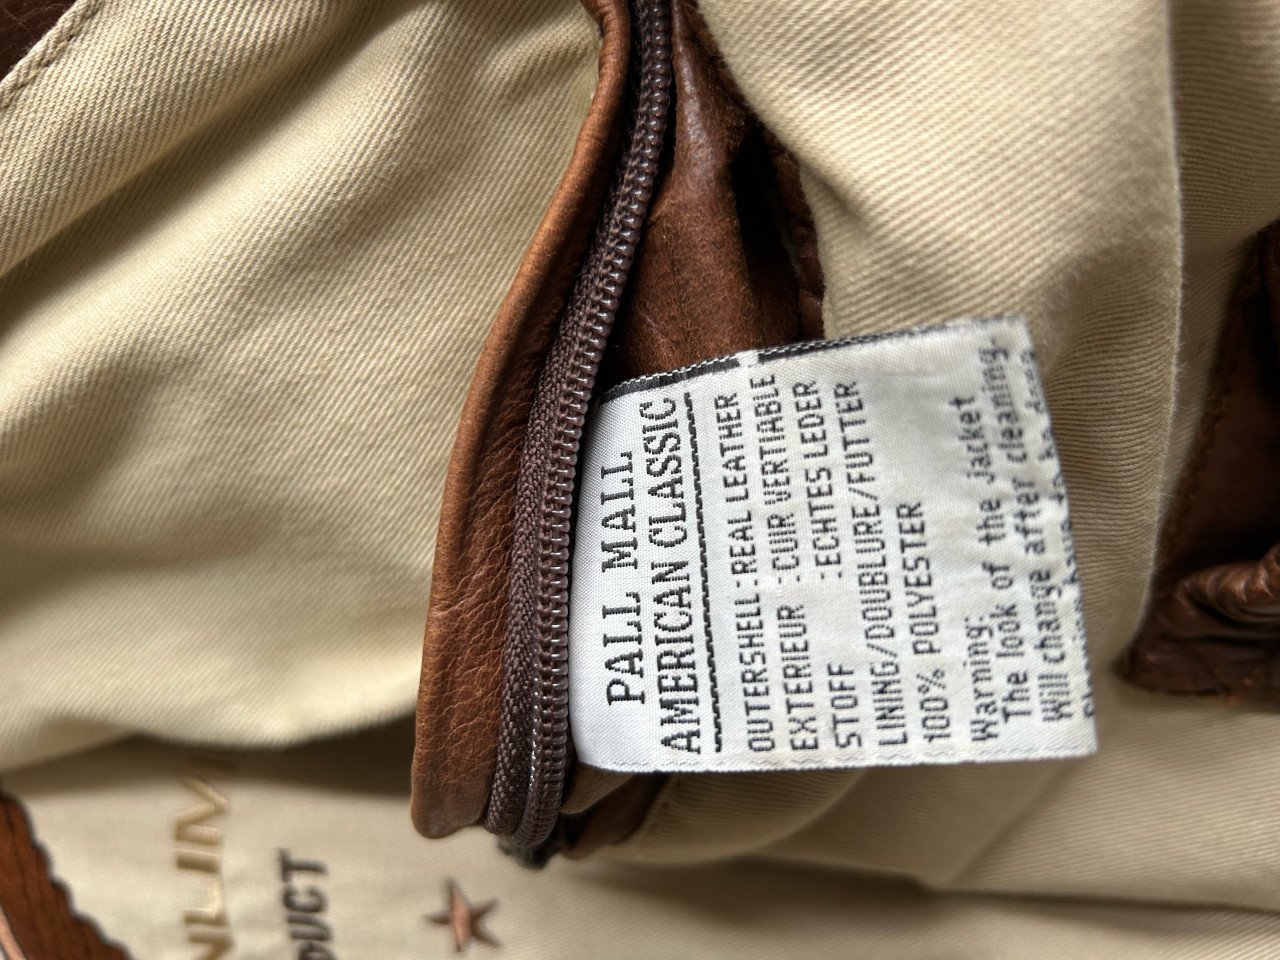 PALL MALL
AMERICAN CLASSIC
OUTERSHELL:REAL LEATHER
EXTERIEUR :CUIR VERTIABLE
STOFF :ECHTES LEDER
LINING/DOUBLURE/FUTTER
100% POLYESTER
Warning:
The look of the Jacket
Will change after cleaning.